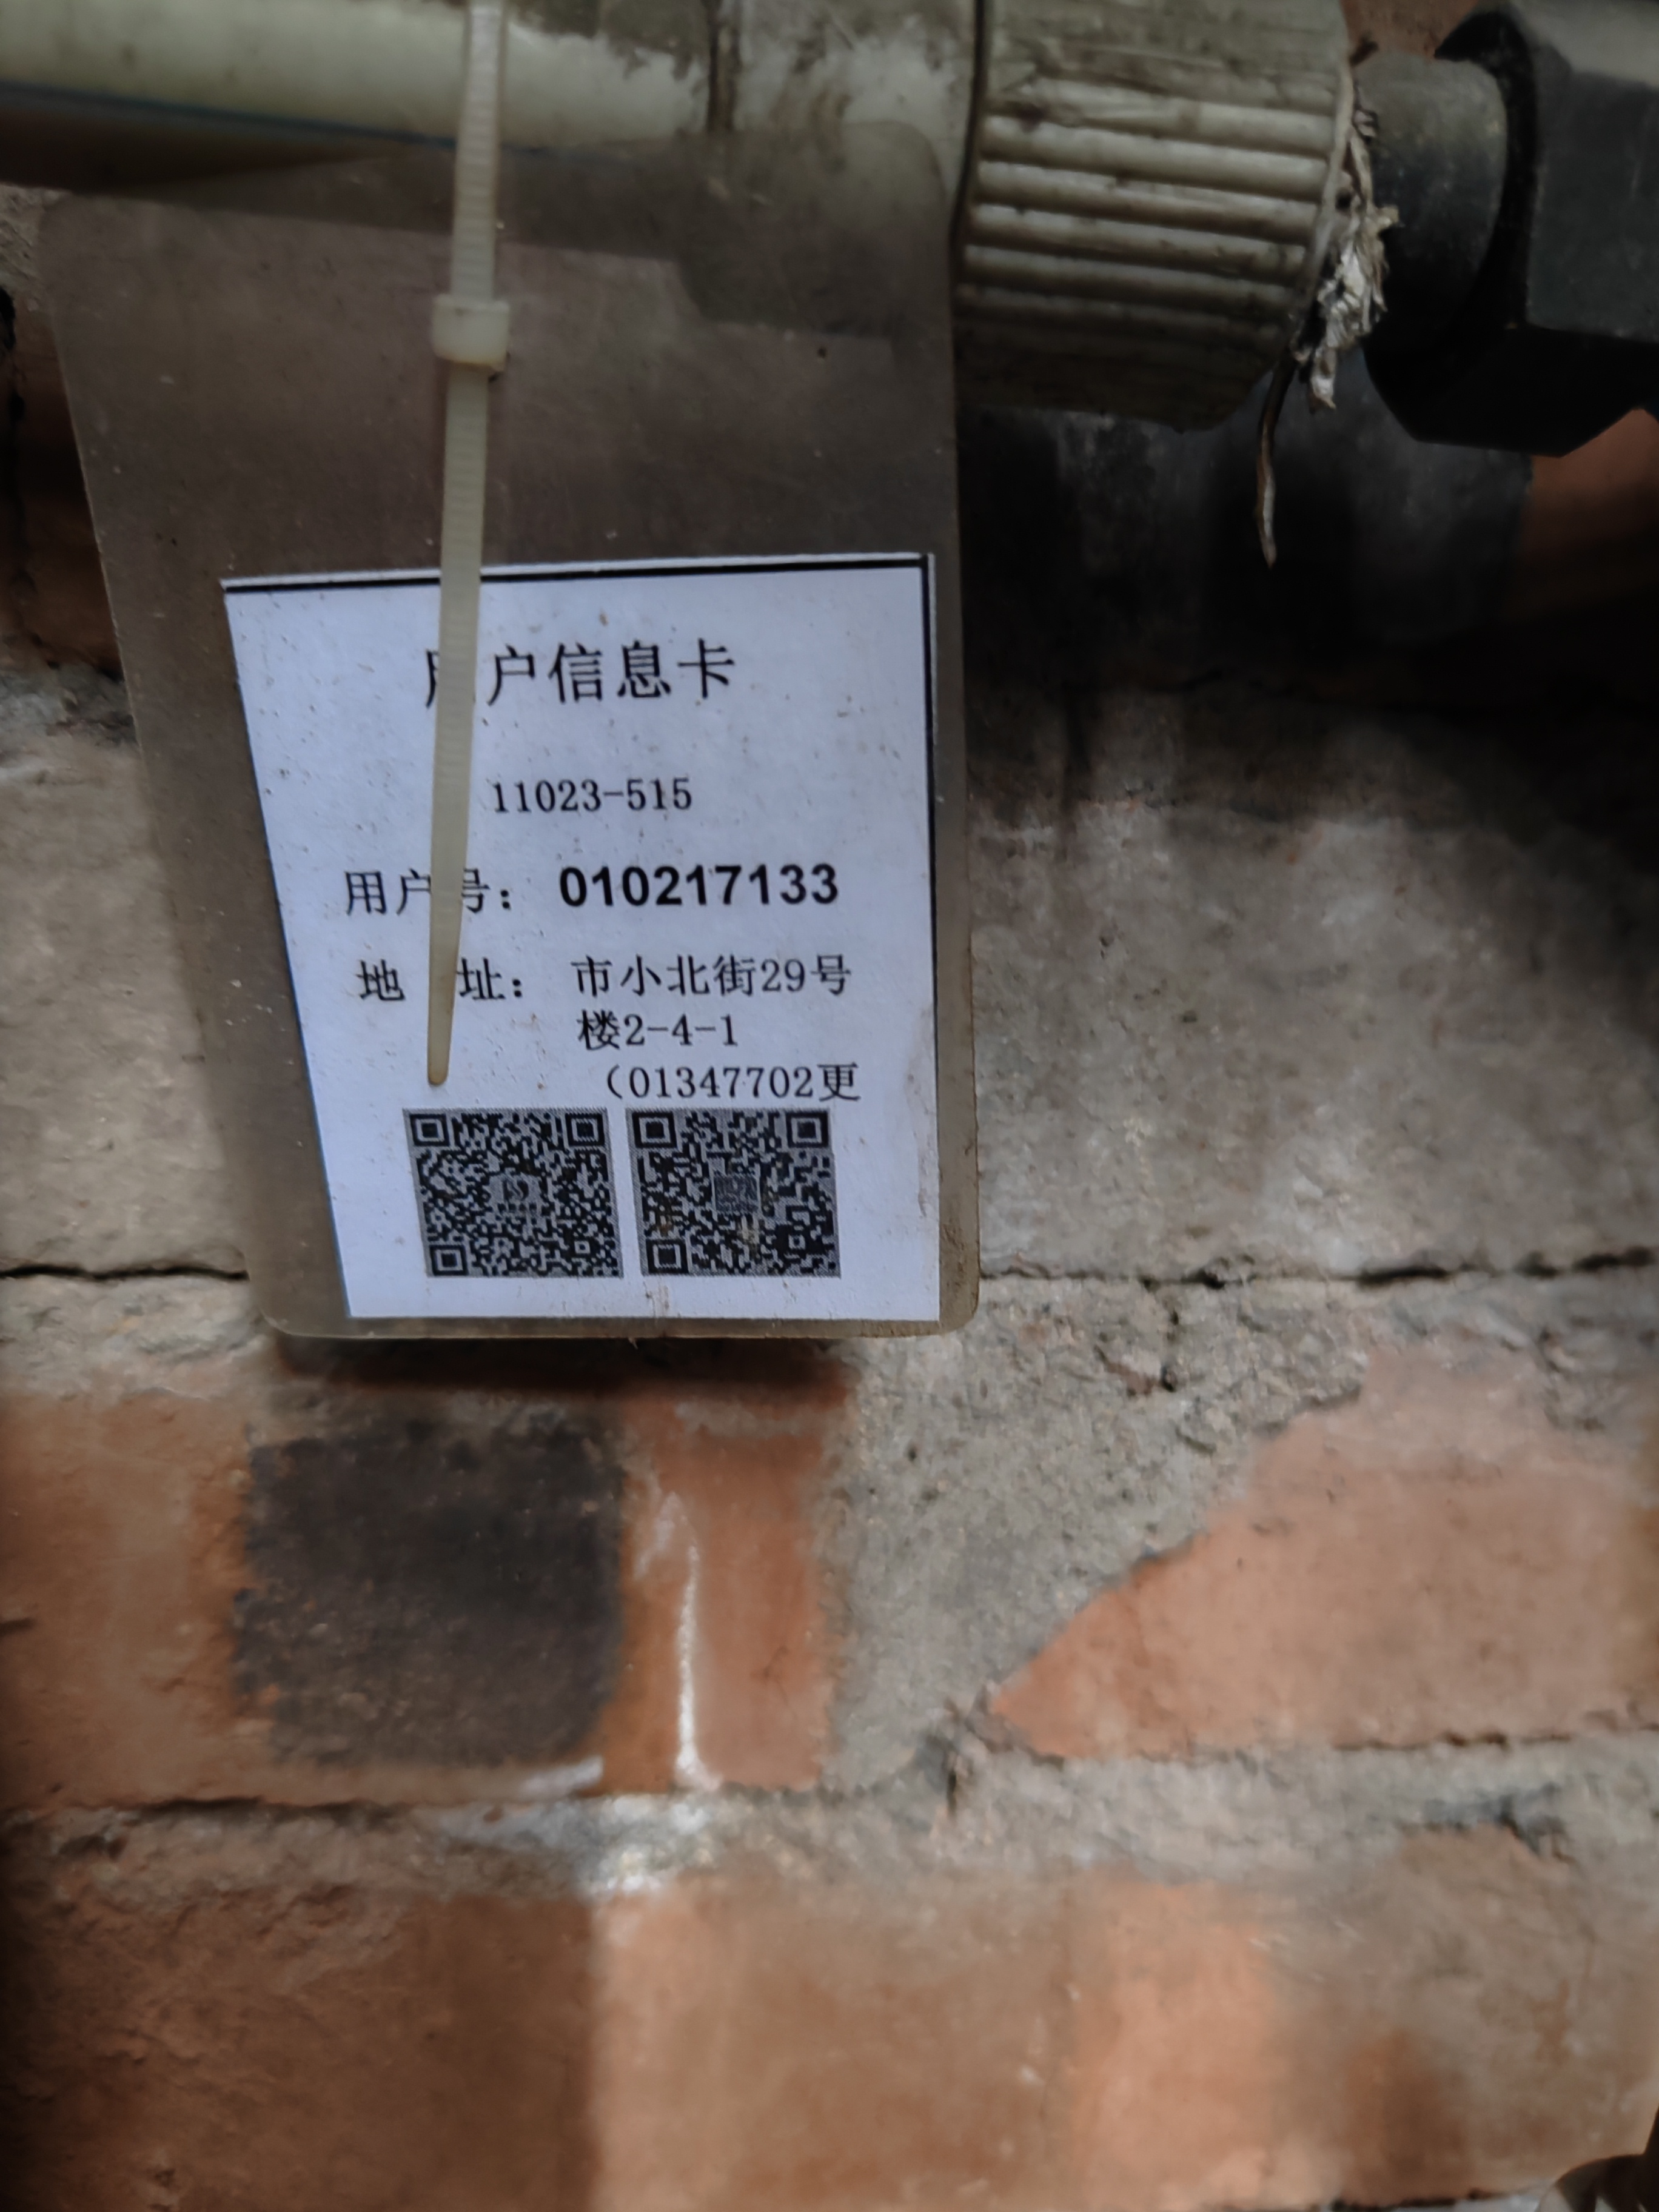 用户信息卡
11023-515
用户号： 010217133
地 址： 市小北街29号
楼2-4-1
（01347702更